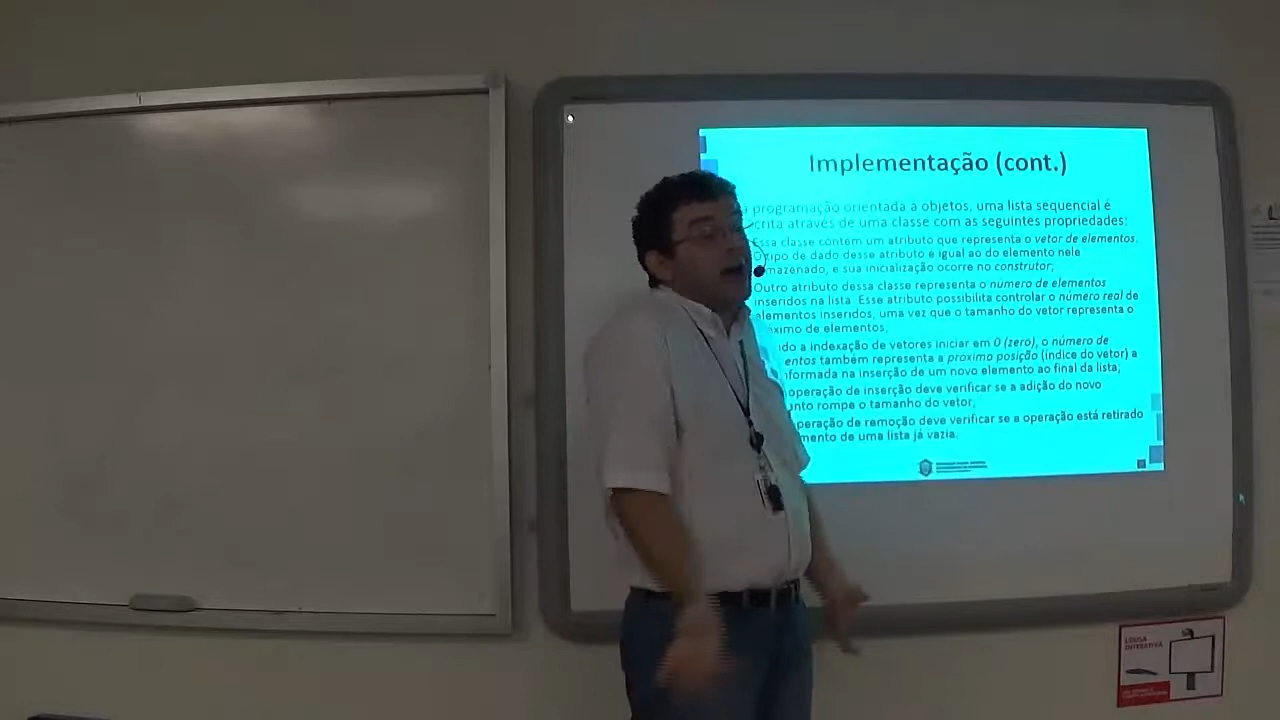 Implementação (cont.)
programação orientada a objetos, uma lista sequencial é
crita através de uma classe com as seguintes propriedades:
Essa classe contém um atributo que representa o vetor de elementos.
O tipo de dado desse atributo é igual ao do elemento nele
mazenado, e sua inicialização ocorre no construtor;
Outro atributo dessa classe representa o número de elementos
inseridos na lista. Esse atributo possibilita controlar o número real de
elementos inseridos, uma vez que o tamanho do vetor representa o
ximo de elementos;
ido a indexação de vetores iniciar em 0 (zero), o número de
entos também representa a próxima posição (índice do vetor) a
nformada na inserção de um novo elemento ao final da lista;
operação de inserção deve verificar se a adição do novo
nto rompe o tamanho do vetor;
peração de remoção deve verificar se a operação está retirado
mento de uma lista já vazia.
LOUSA
INTERATIVA